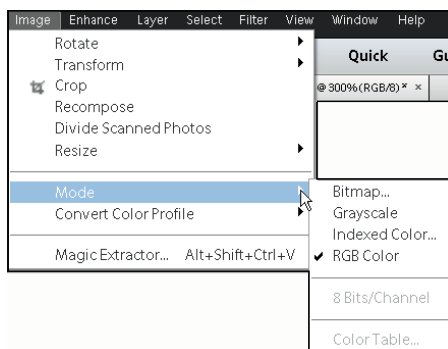 Image Enhance Layer Select Filter View Window Help
Rotate
Transform
Crop
Recompose
Divide Scanned Photos
Resize
Mode
Convert Color Profile
Magic Extractor... Alt+Shift+Ctrl+V
Quick Gu
@ 300% (RGB/8) * ×
Bitmap...
Grayscale
Indexed Color...
RGB Color
8 Bits/Channel
Color Table...